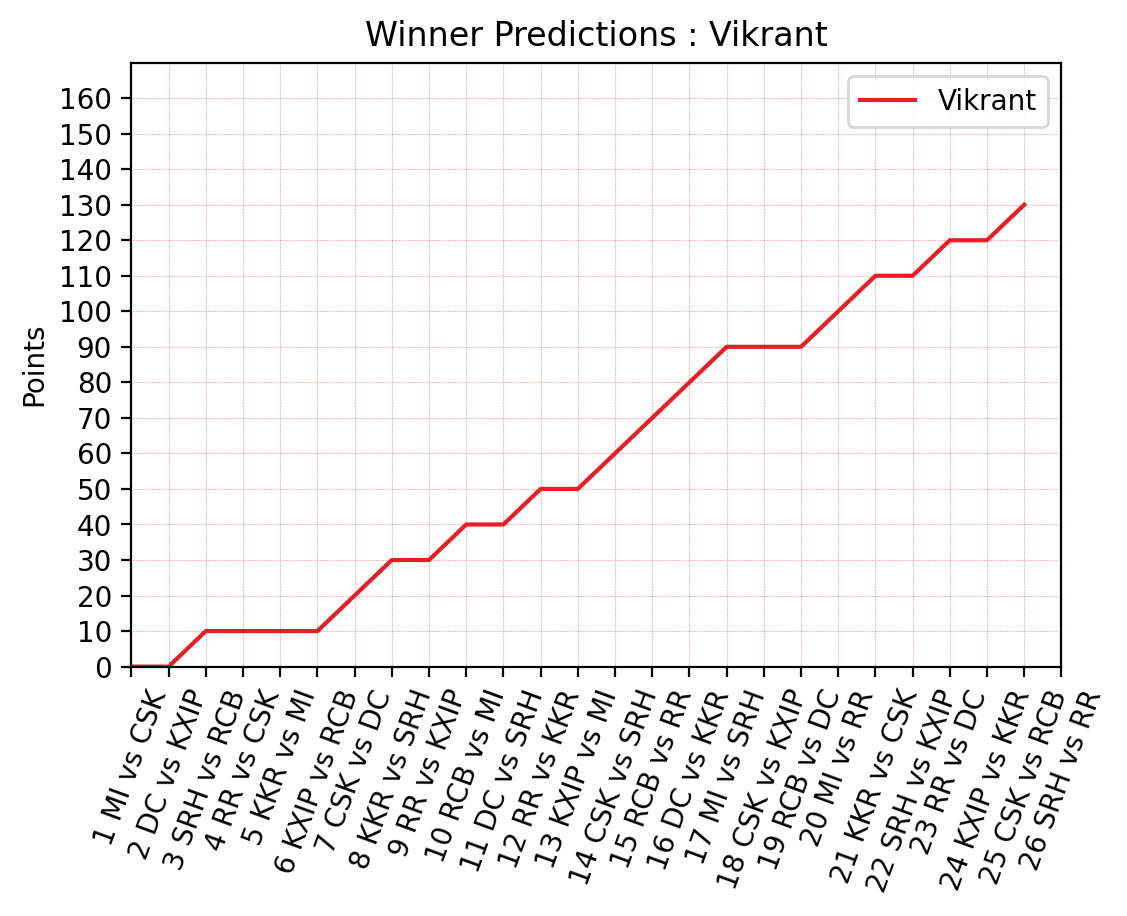 Winner Predictions : Vikrant
Vikrant
Points
160
150
140
130
120
110
100
90
80
70
60
50
40
30
20
10
0
1 MI vs CSK
2 DC vs KXIP
3 SRH vs RCB
4 RR vs CSK
5 KKR vs MI
6 KXIP vs RCB
7 CSK vs DC
8 KKR vs SRH
9 RR vs KXIP
10 RCB vs MI
11 DC vs SRH
12 RR vs KKR
13 KXIP vs MI
14 CSK vs SRH
15 RCB vs RR
16 DC vs KKR
17 MI vs SRH
18 CSK vs KXIP
19 RCB vs DC
20 MI vs RR
21 KKR vs CSK
22 SRH vs KXIP
23 RR vs DC
24 KXIP vs KKR
25 CSK vs RCB
26 SRH vs RR